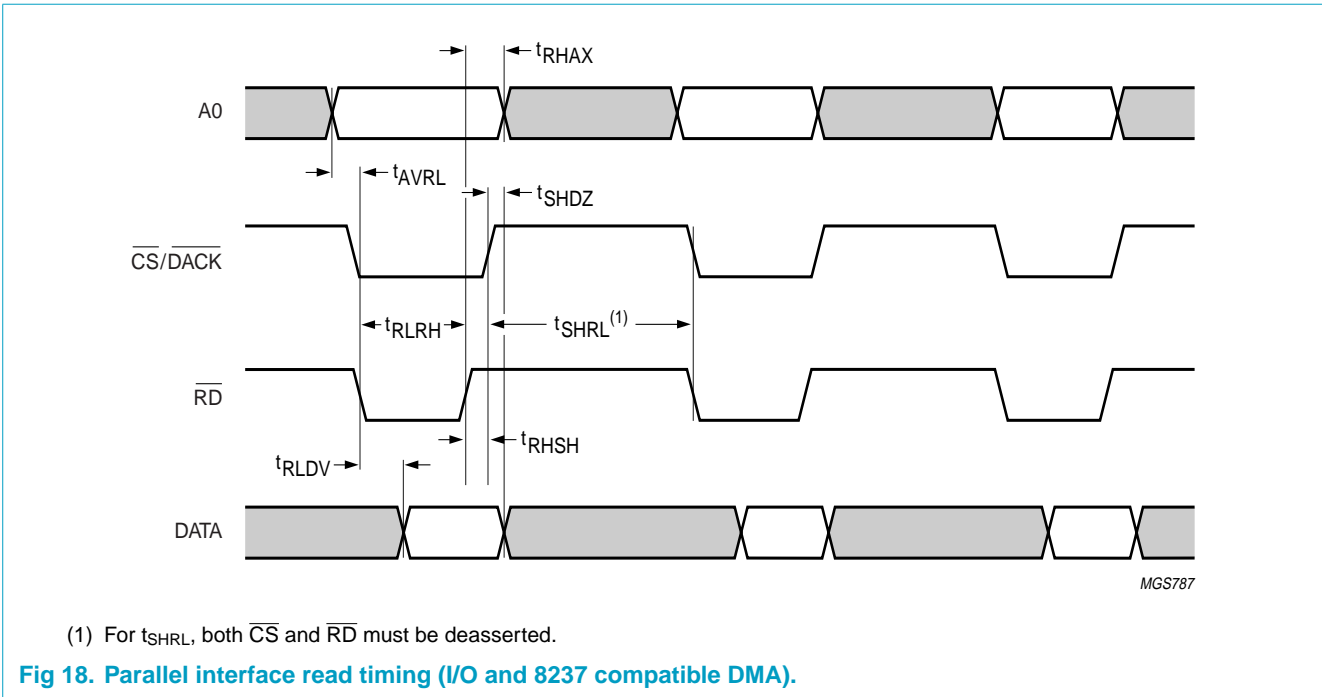 tRHAX
A0
tAVRL
tSHDZ
CS/DACK
tRLRH
tSHRL(1)
RD
tRHSH
tRLDV
DATA
MGS787
(1) For tSHRL, both CS and RD must be deasserted.
Fig 18. Parallel interface read timing (I/O and 8237 compatible DMA).